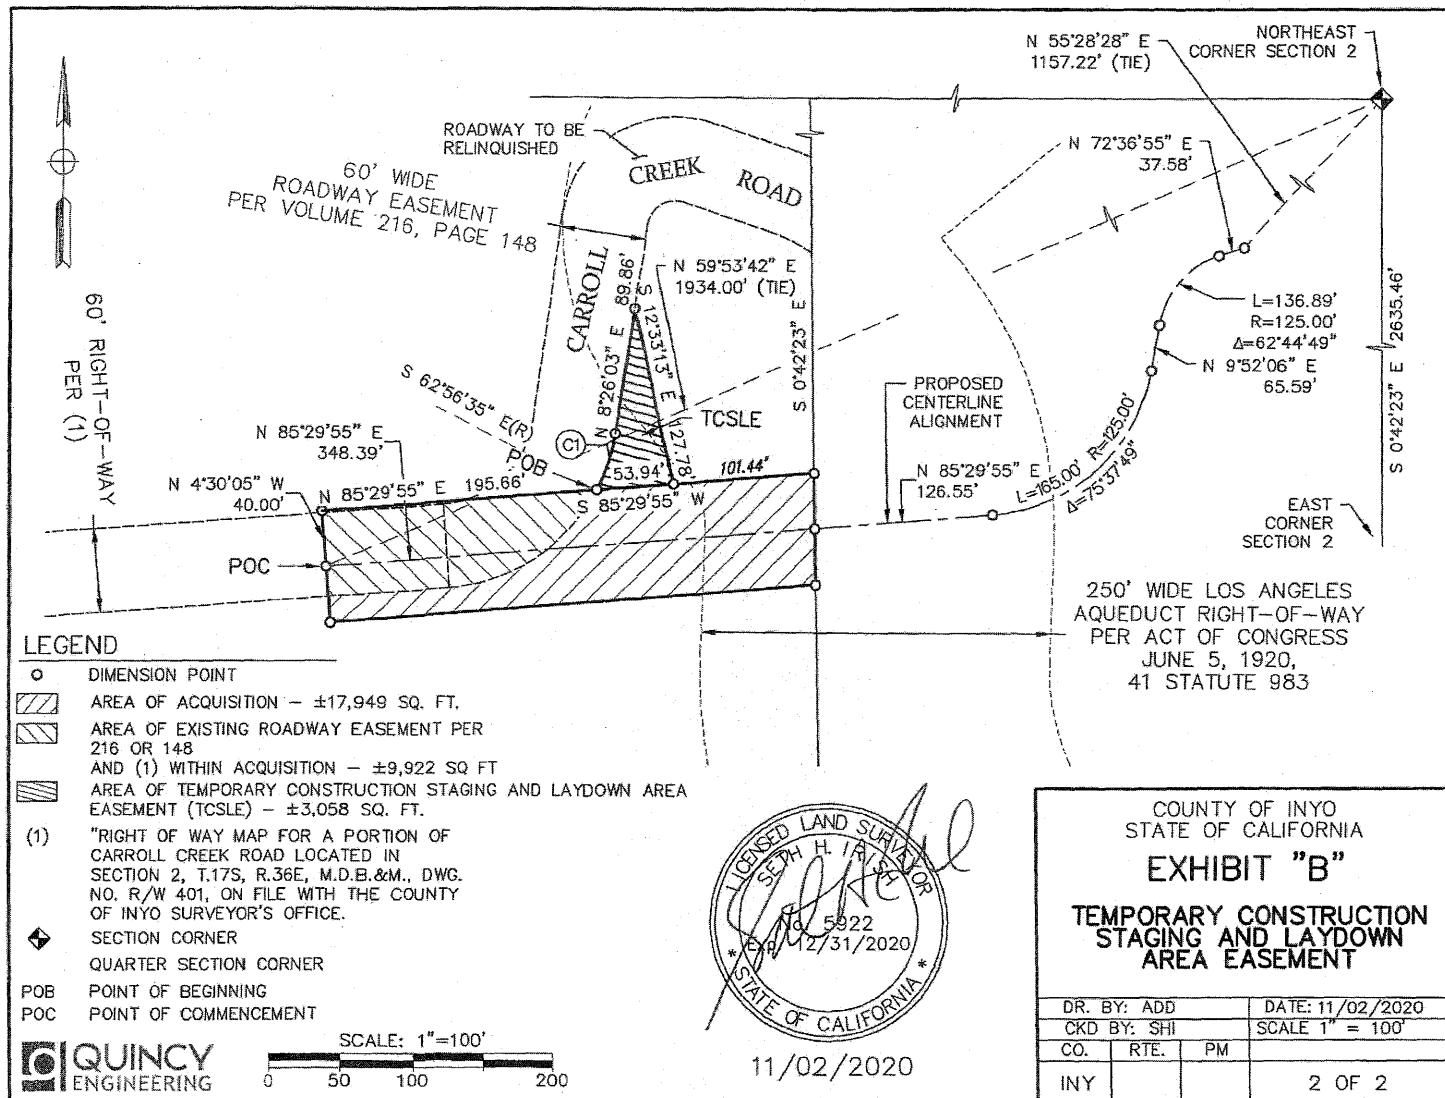 N 55°28'28" E
1157.22' (TIE)
NORTHEAST
CORNER SECTION 2
ROADWAY TO BE
RELINQUISHED
N 72°36'55" E
37.58'
60' WIDE
ROADWAY EASEMENT
PER VOLUME 216, PAGE 148
CREEK ROAD
CARROLL
N 59°53'42" E
1934.00' (TIE)
89.86'
N 8°26'03" E
S 12°33'13" E
127.78'
S 0°42'23" E
L=136.89'
R=125.00'
Δ=62°44'49"
N 9°52'06" E
65.59'
S 0°42'23" E 2635.46'
60' RIGHT-OF-WAY
PER (1)
S 62°56'35" E(R)
TCSLE
PROPOSED
CENTERLINE
ALIGNMENT
N 85°29'55" E
348.39'
C1
POB
53.94'
101.44"
N 4°30'05" W
40.00'
N 85°29'55" E 195.66'
S 85°29'55" W
N 85°29'55" E
126.55'
L=165.00' R=125.00'
Δ=75°37'49"
EAST
CORNER
SECTION 2
POC
250' WIDE LOS ANGELES
AQUEDUCT RIGHT-OF-WAY
PER ACT OF CONGRESS
JUNE 5, 1920,
41 STATUTE 983
LEGEND
DIMENSION POINT
AREA OF ACQUISITION - ±17,949 SQ. FT.
AREA OF EXISTING ROADWAY EASEMENT PER
216 OR 148
AND (1) WITHIN ACQUISITION - ±9,922 SQ FT
AREA OF TEMPORARY CONSTRUCTION STAGING AND LAYDOWN AREA
EASEMENT (TCSLE) - ±3,058 SQ. FT.
(1) "RIGHT OF WAY MAP FOR A PORTION OF
CARROLL CREEK ROAD LOCATED IN
SECTION 2, T.17S, R.36E, M.D.B.&M., DWG.
NO. R/W 401, ON FILE WITH THE COUNTY
OF INYO SURVEYOR'S OFFICE.
SECTION CORNER
QUARTER SECTION CORNER
POB POINT OF BEGINNING
POC POINT OF COMMENCEMENT
QUINCY
ENGINEERING
SCALE: 1"=100'
0 50 100 200
LICENSED LAND SURVEYOR
SETH H. IRISH
No. 5922
Exp. 12/31/2020
* STATE OF CALIFORNIA *
11/02/2020
COUNTY OF INYO
STATE OF CALIFORNIA
EXHIBIT "B"
TEMPORARY CONSTRUCTION
STAGING AND LAYDOWN
AREA EASEMENT
DR. BY: ADD DATE: 11/02/2020
CKD BY: SHI SCALE 1" = 100'
CO. RTE. PM
INY 2 OF 2